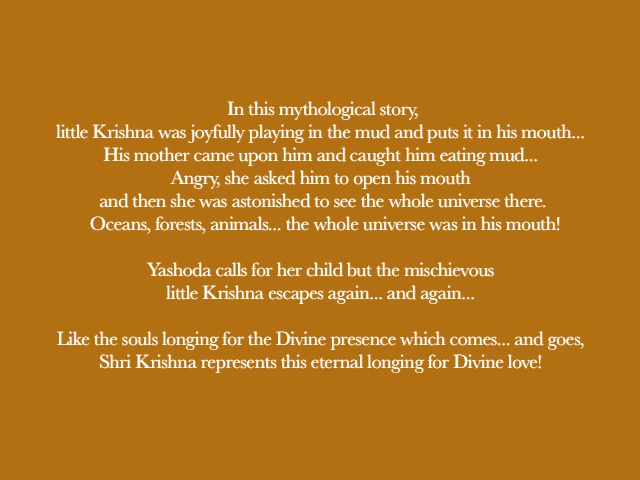 In this mythological story,
little Krishna was joyfully playing in the mud and puts it in his mouth...
His mother came upon him and caught him eating mud...
Angry, she asked him to open his mouth
and then she was astonished to see the whole universe there.
Oceans, forests, animals... the whole universe was in his mouth!
Yashoda calls for her child but the mischievous
little Krishna escapes again... and again...
Like the souls longing for the Divine presence which comes... and goes,
Shri Krishna represents this eternal longing for Divine love!